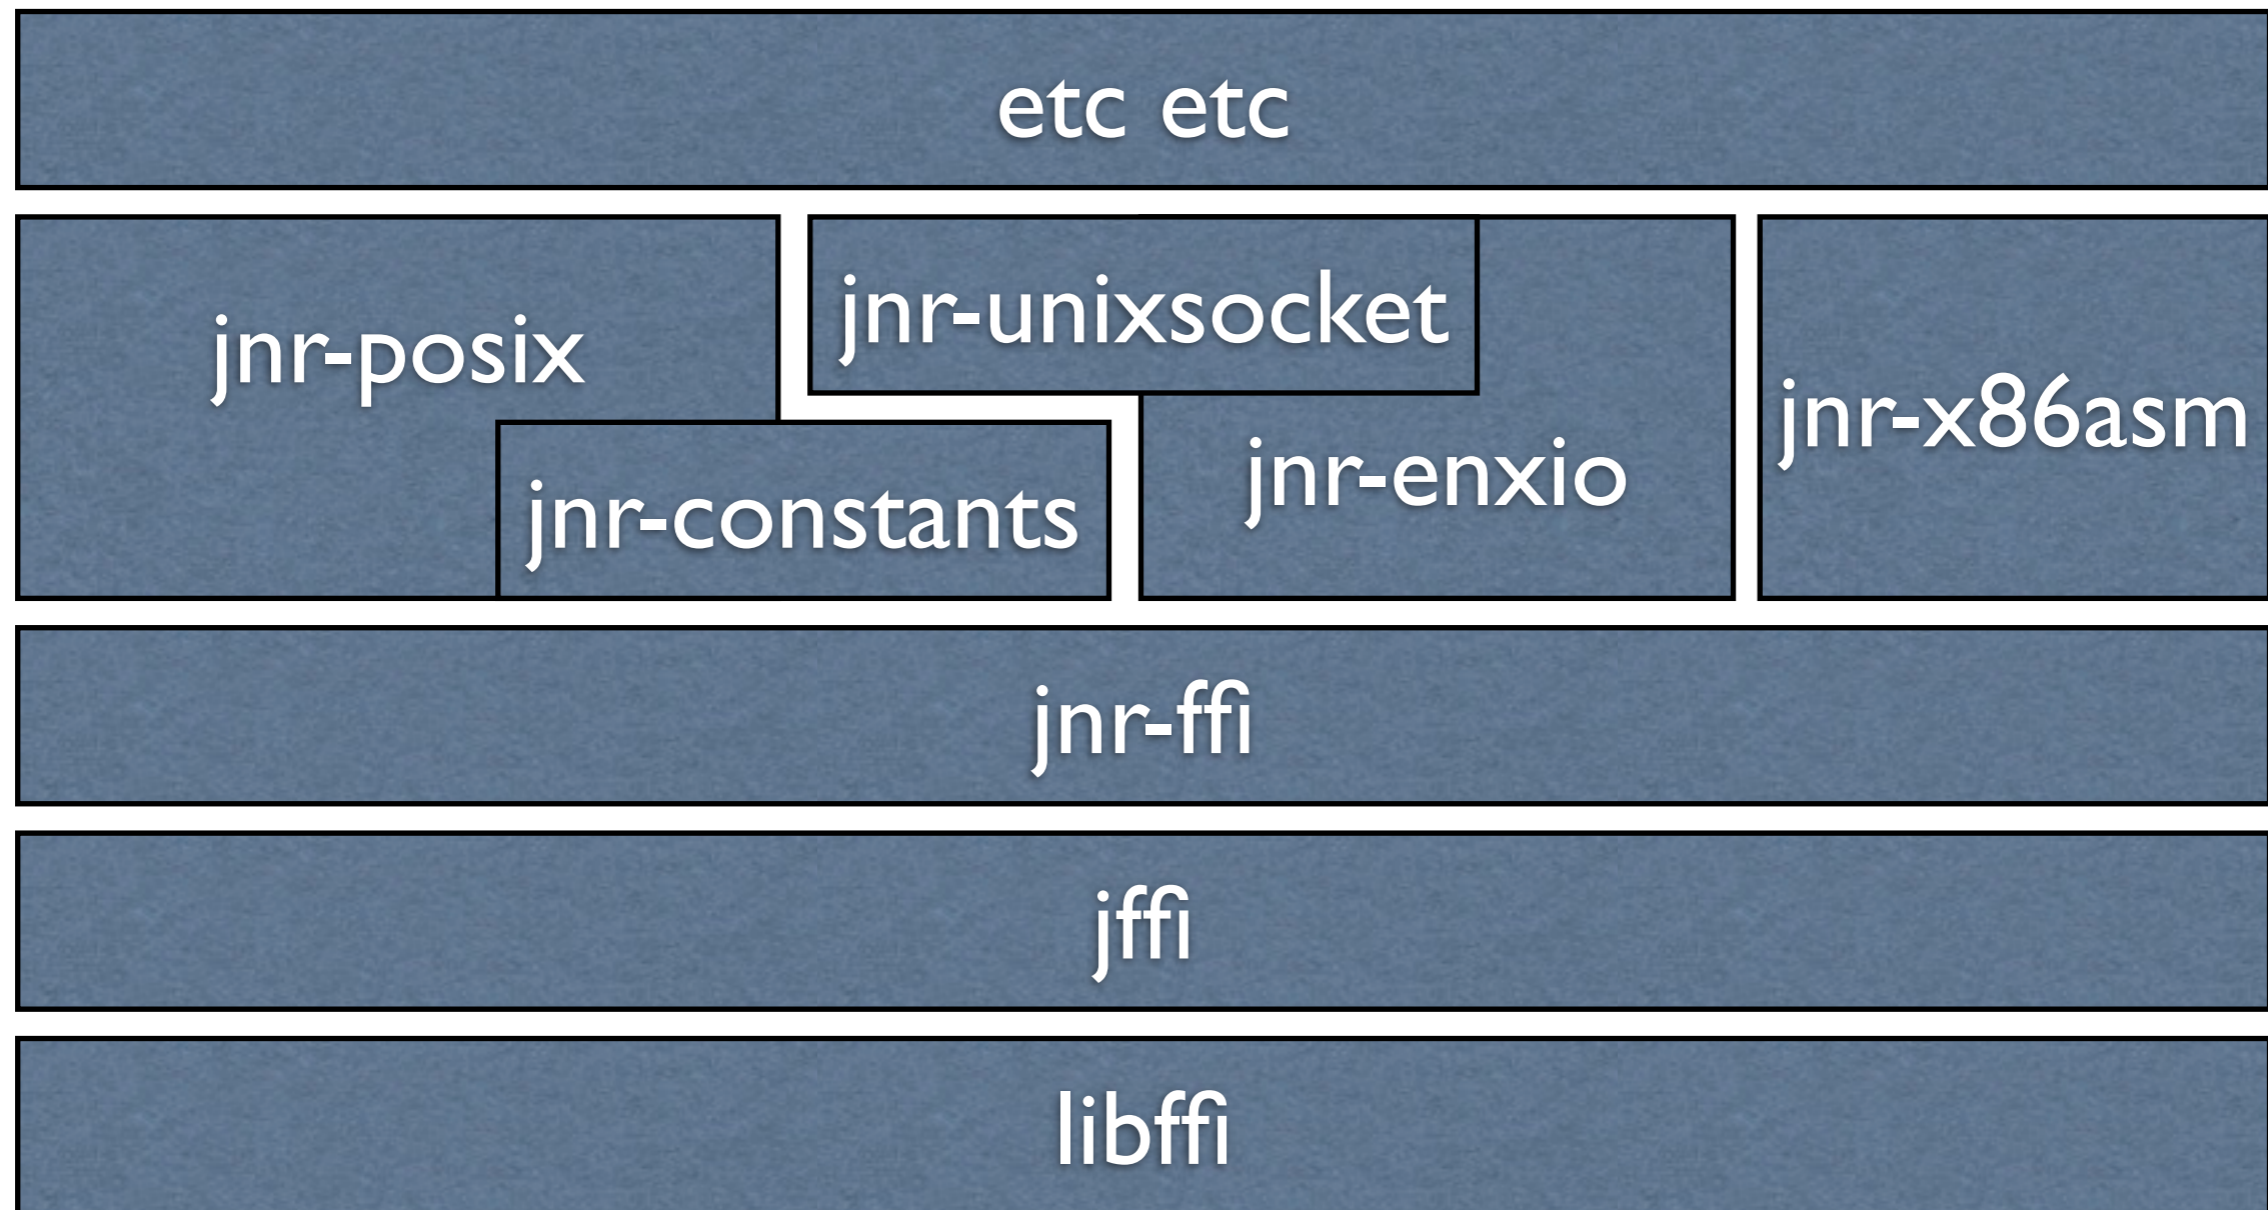 etc etc
jnr-posix
jnr-unixsocket
jnr-constants
jnr-enxio
jnr-x86asm
jnr-ffi
jffi
libffi